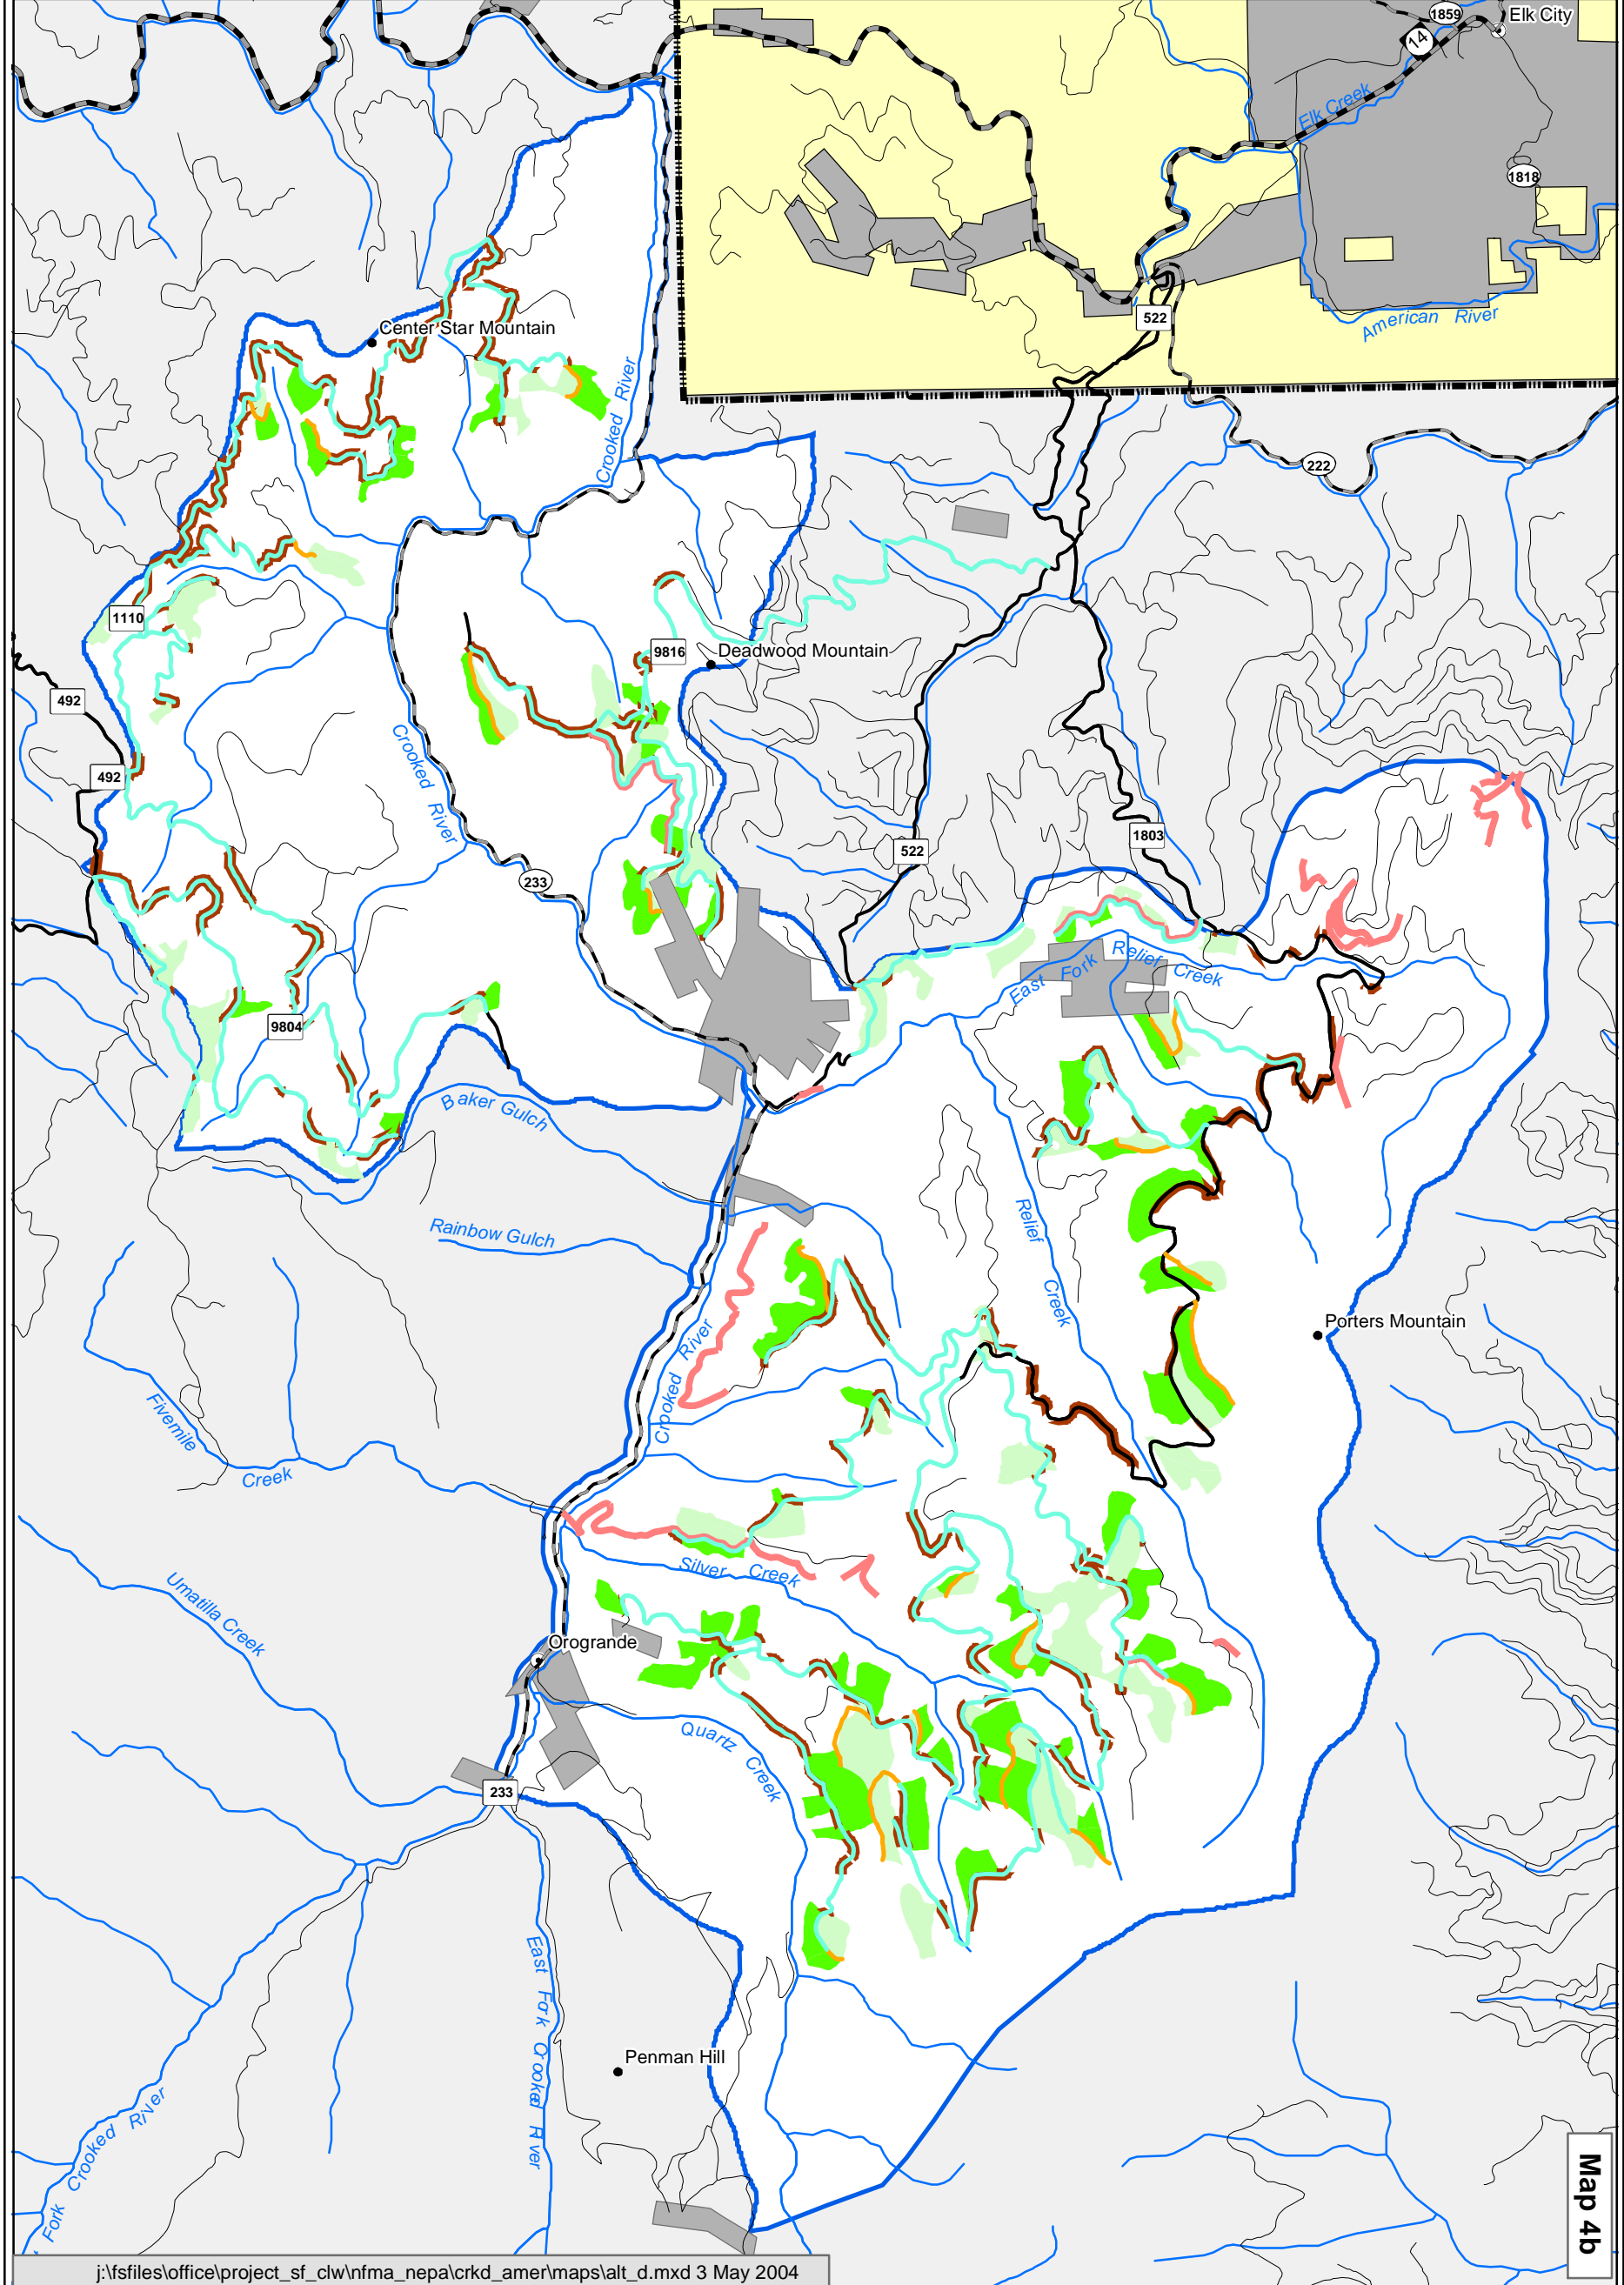 1859
Elk City
14
Elk Creek
1818
522
American River
Center Star Mountain
Crooked River
222
1110
9816
Deadwood Mountain
492
492
Crooked River
1803
522
233
East Fork Relief Creek
9804
Baker Gulch
Rainbow Gulch
Relief Creek
Porters Mountain
Crooked River
Fivemile Creek
Silver Creek
Umatilla Creek
Orogrande
Quartz Creek
233
East Fork Crooked River
Penman Hill
Fork Crooked River
Map 4b
j:\fsfiles\office\project_sf_clw\nfma_nepa\crkd_amer\maps\alt_d.mxd 3 May 2004